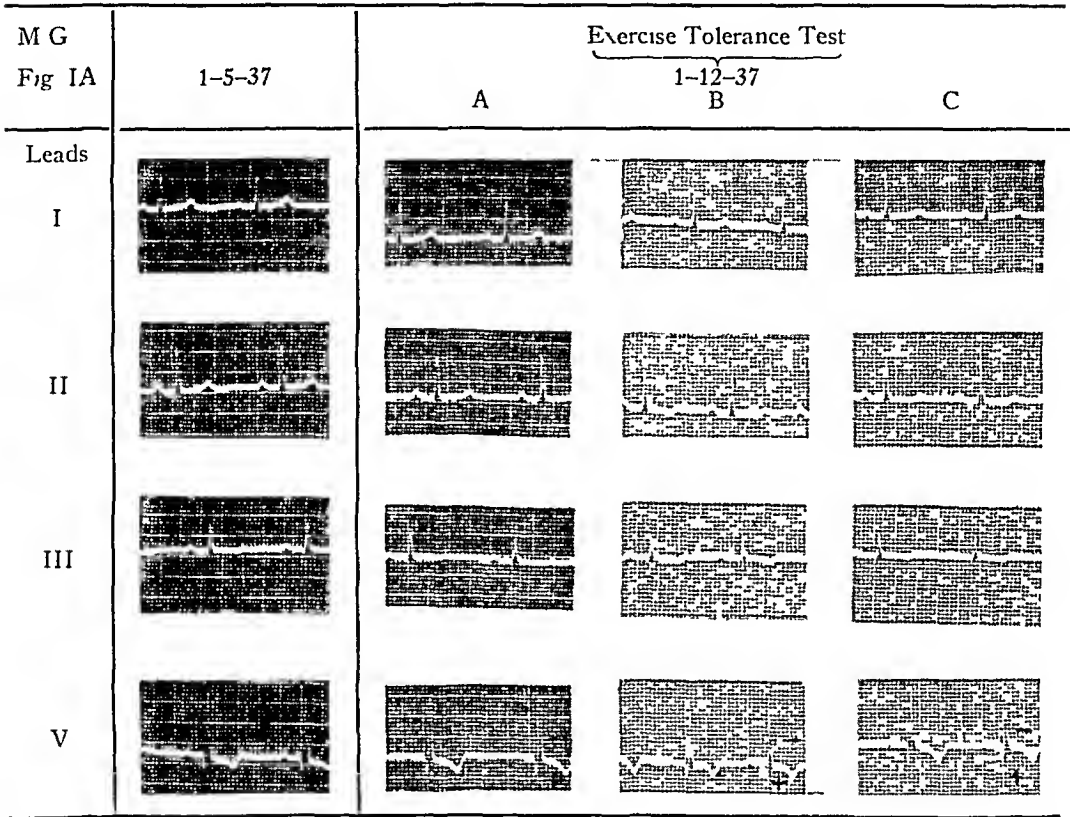 M G
Fig IA
1-5-37
Exercise Tolerance Test
1-12-37
A
B
C
Leads
I
II
III
V